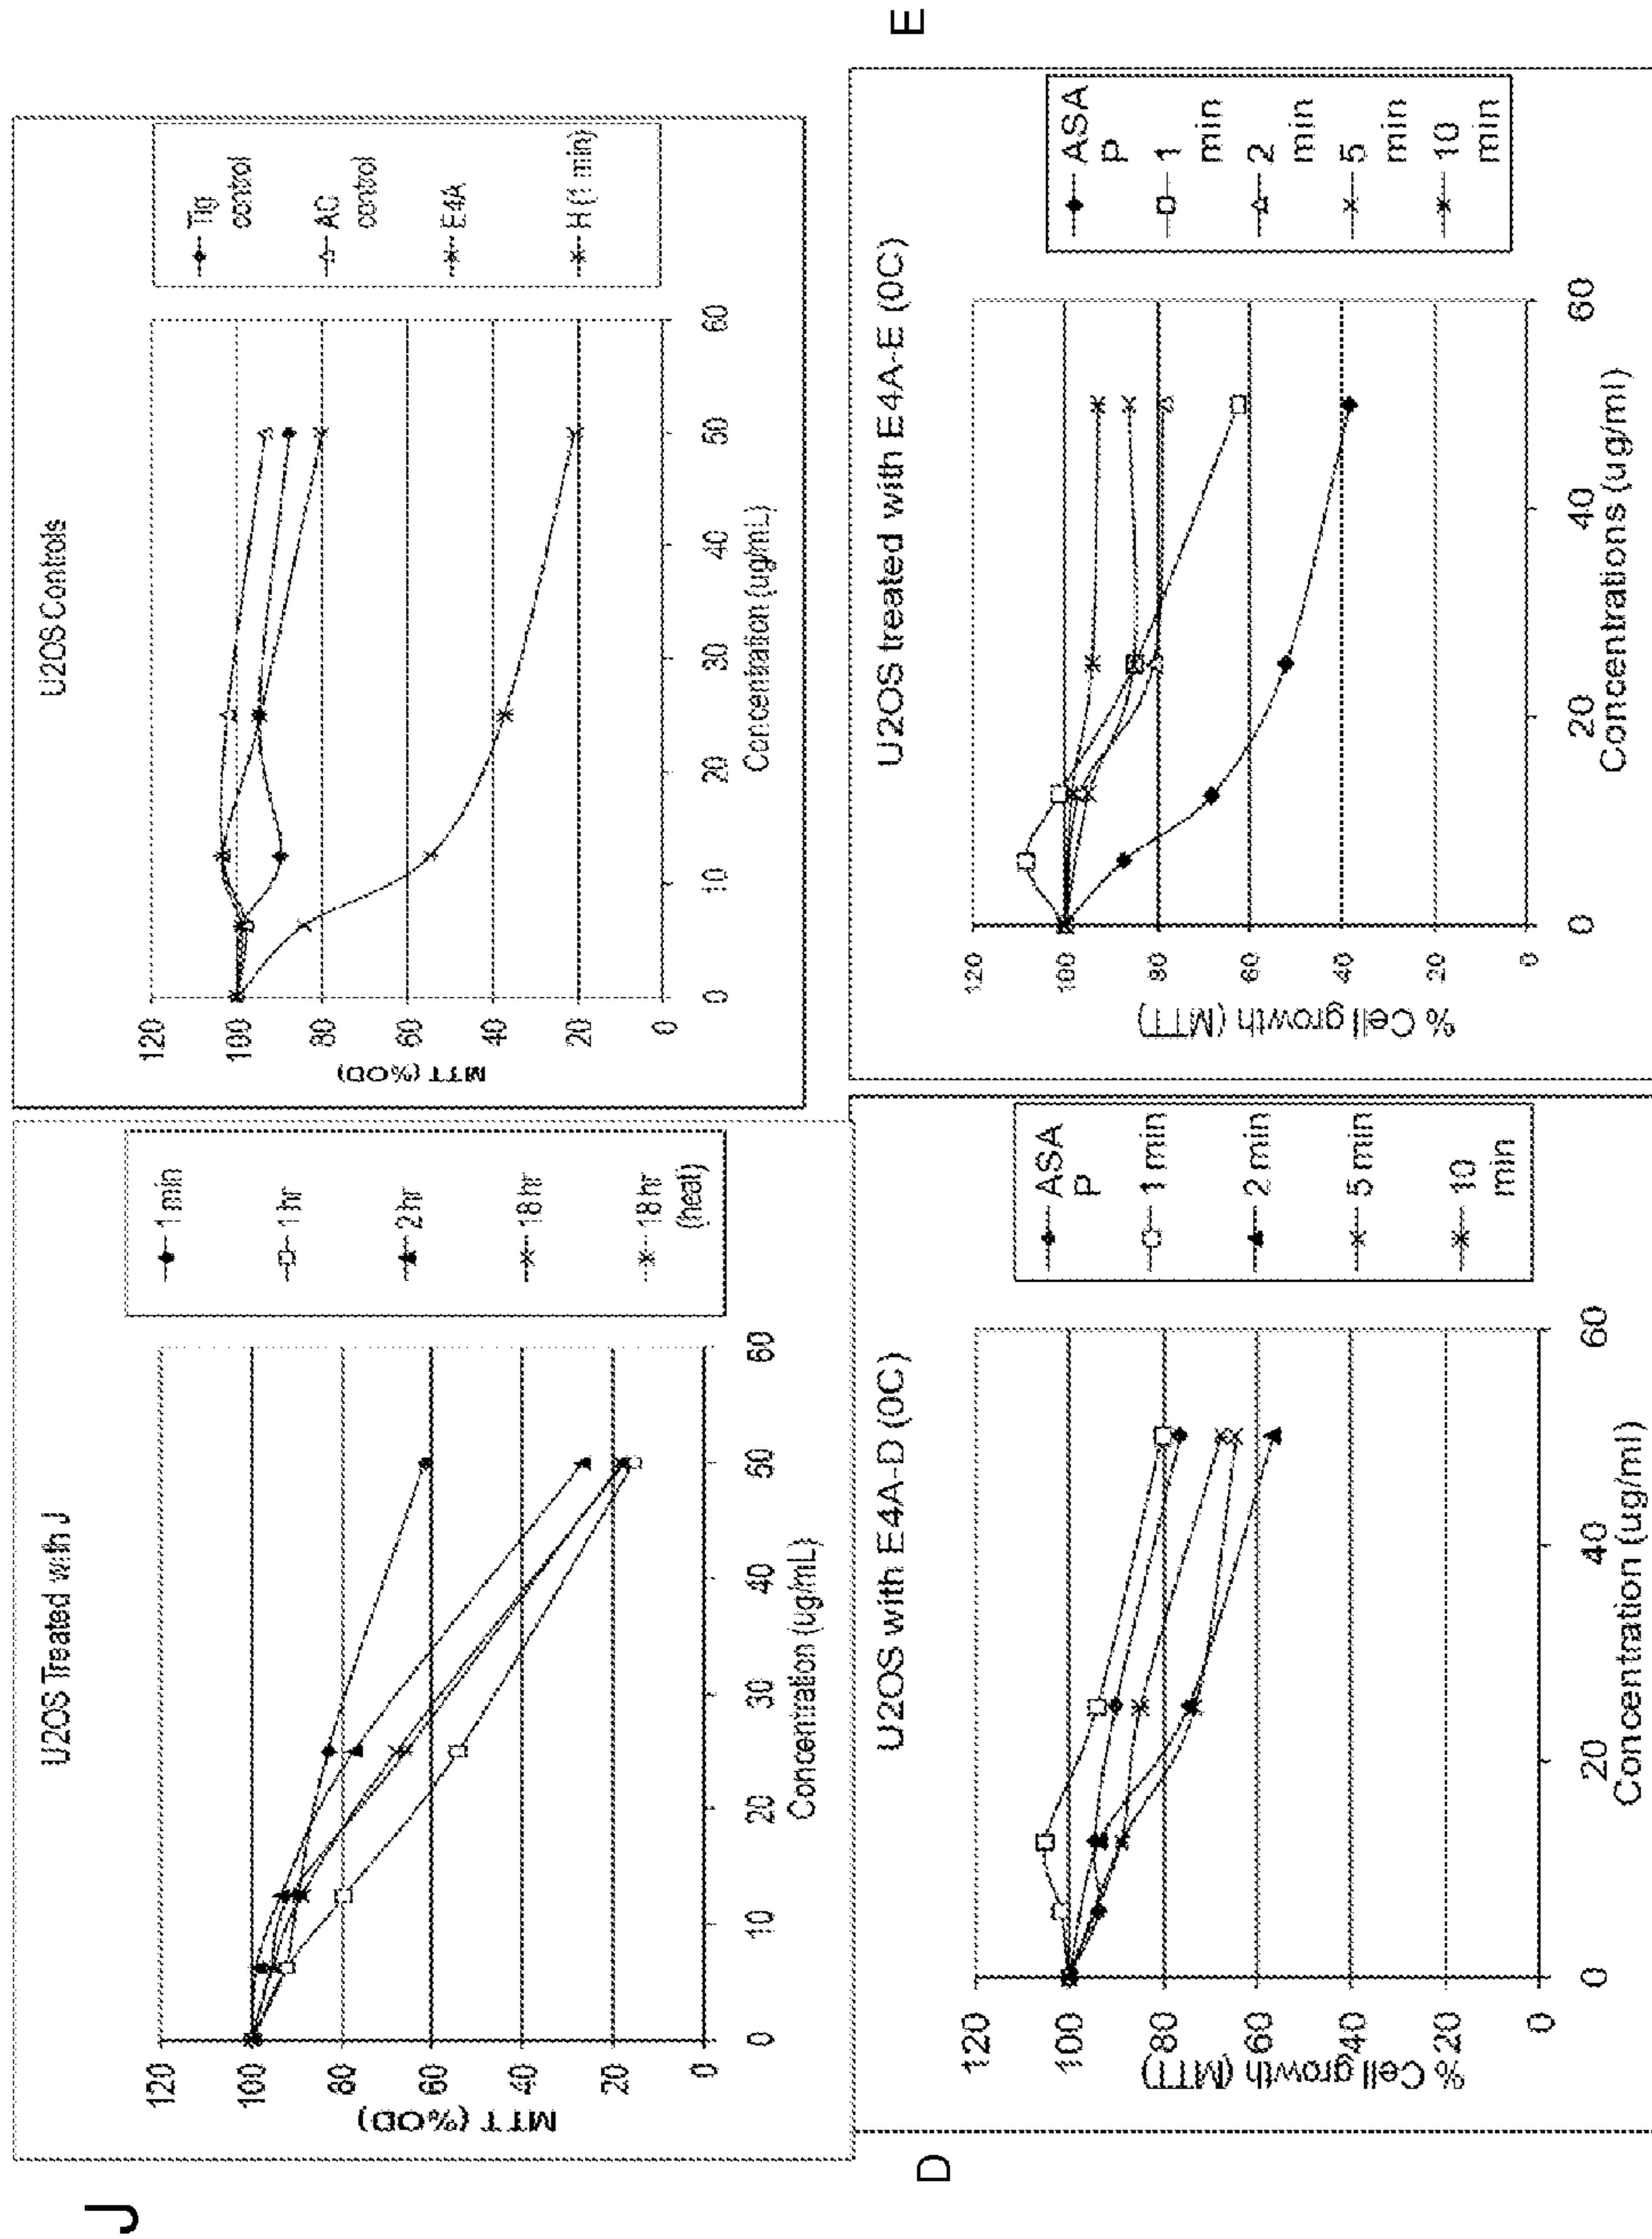 J
U2OS Treated with J
120
100
80
60
40
20
0
MTT (%OD)
0 10 20 30 40 50 60
Concentration (ug/mL)
1 min
1 hr
2 hr
18 hr
18 hr
(heat)
U2OS Controls
120
100
80
60
40
20
0
MTT (%OD)
0 10 20 30 40 50 60
Concentration (ug/mL)
Tig
control
AC
control
E4A
H (1 min)
D
U2OS with E4A-D (0C)
120
100
80
60
40
20
0
% Cell growth (MTT)
0 20 40 60
Concentration (ug/ml)
ASA
P
1 min
2 min
5 min
10
min
E
U2OS treated with E4A-E (0C)
120
100
80
60
40
20
0
% Cell growth (MTT)
0 20 40 60
Concentrations (ug/ml)
ASA
P
1
min
2
min
5
min
10
min